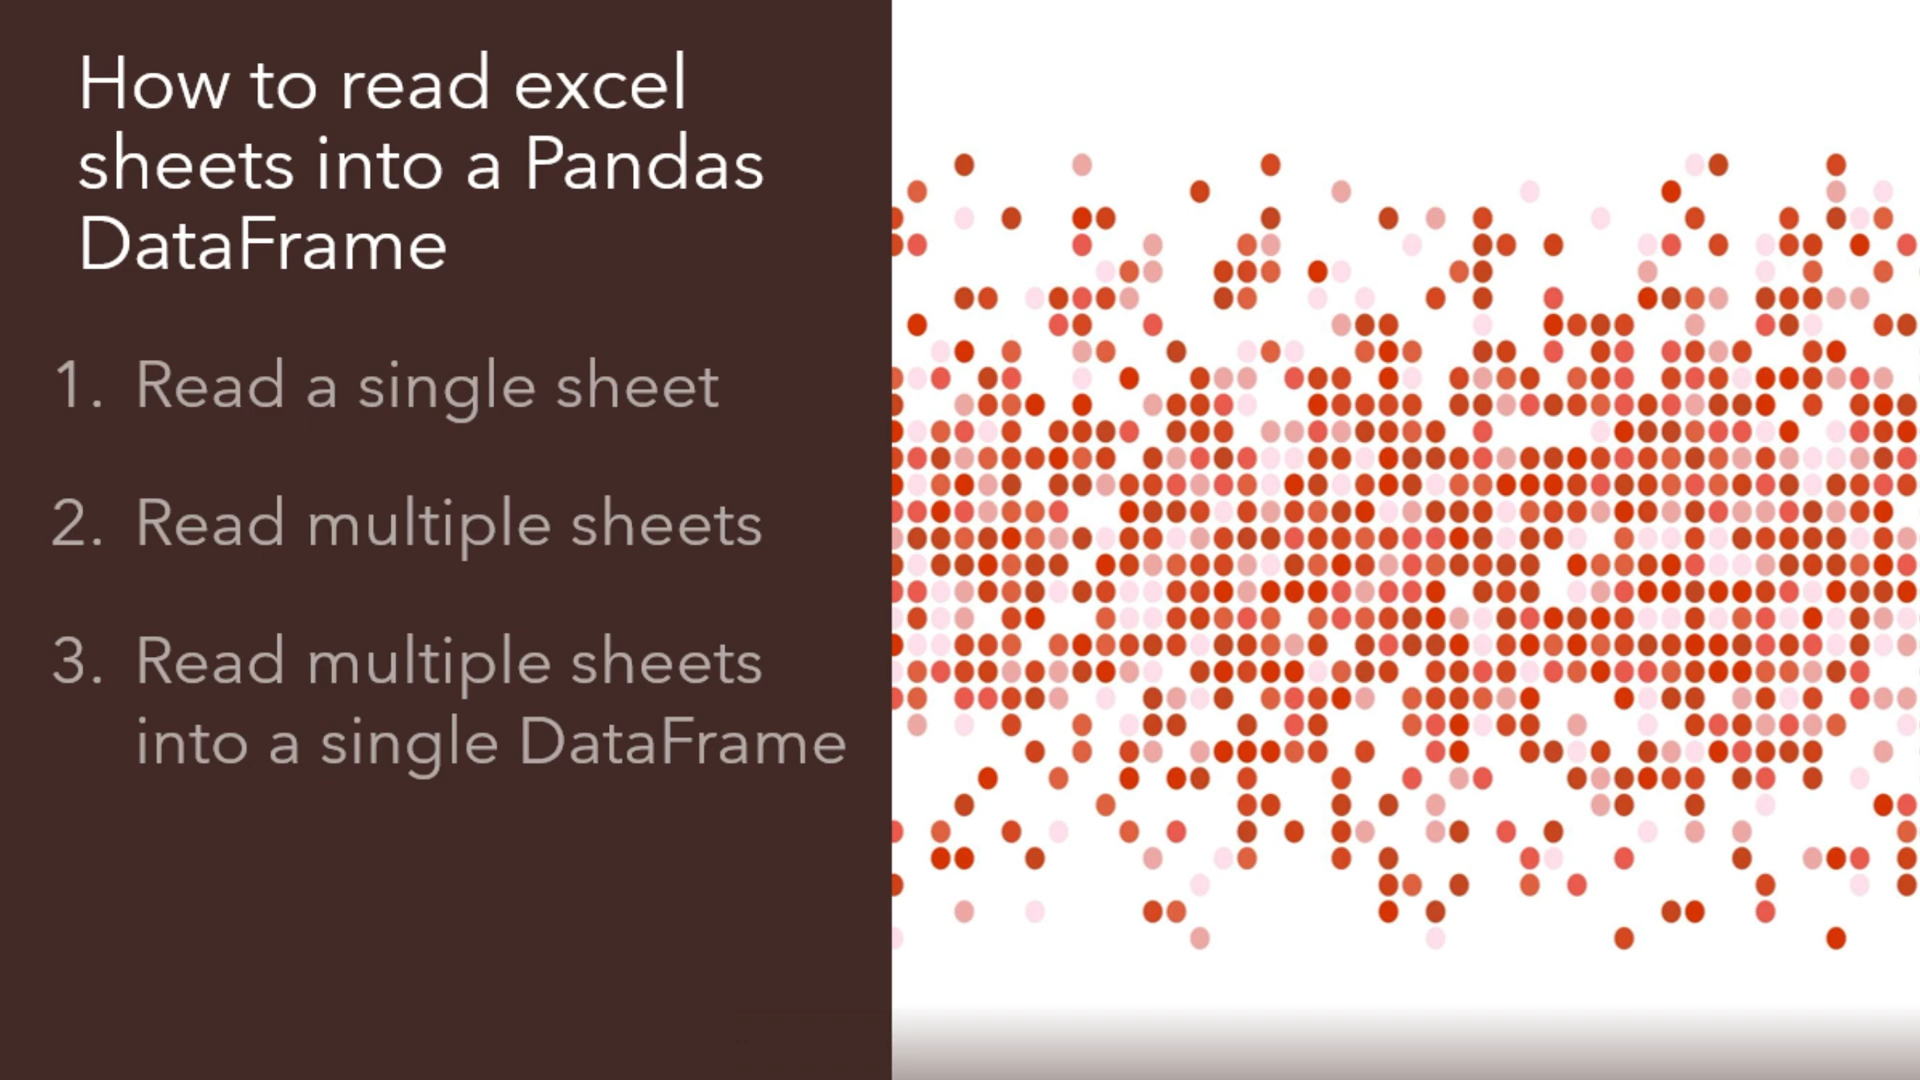 How to read excel
sheets into a Pandas
DataFrame
1. Read a single sheet
2. Read multiple sheets
3. Read multiple sheets
into a single DataFrame